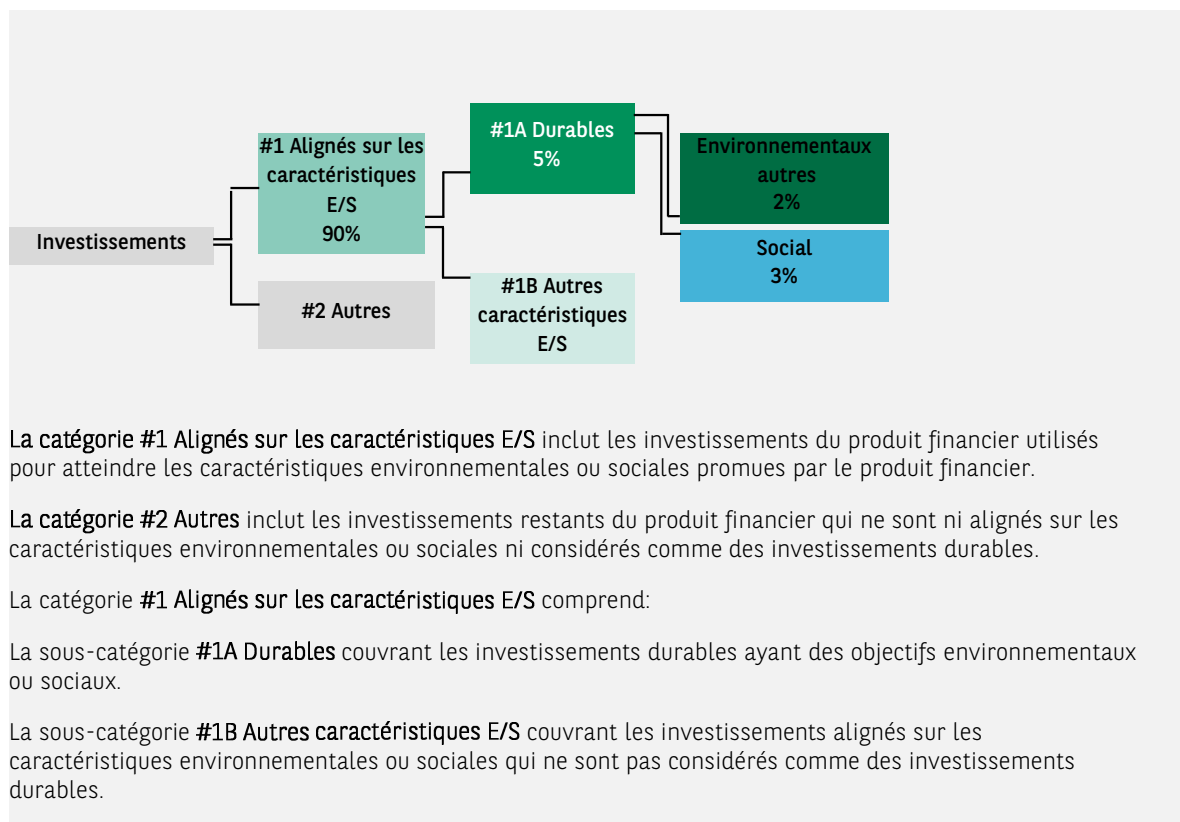 Investissements
#1 Alignés sur les
caractéristiques
E/S
90%
#2 Autres
#1A Durables
5%
#1B Autres
caractéristiques
E/S
Environnementaux
autres
2%
Social
3%
La catégorie #1 Alignés sur les caractéristiques E/S inclut les investissements du produit financier utilisés
pour atteindre les caractéristiques environnementales ou sociales promues par le produit financier.
La catégorie #2 Autres inclut les investissements restants du produit financier qui ne sont ni alignés sur les
caractéristiques environnementales ou sociales ni considérés comme des investissements durables.
La catégorie #1 Alignés sur les caractéristiques E/S comprend:
La sous-catégorie #1A Durables couvrant les investissements durables ayant des objectifs environnementaux
ou sociaux.
La sous-catégorie #1B Autres caractéristiques E/S couvrant les investissements alignés sur les
caractéristiques environnementales ou sociales qui ne sont pas considérés comme des investissements
durables.